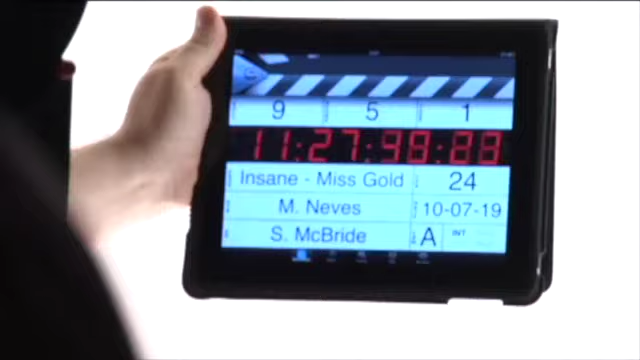 9 5 1
11:27:98:88
Insane - Miss Gold 24
M. Neves 10-07-19
S. McBride A INT